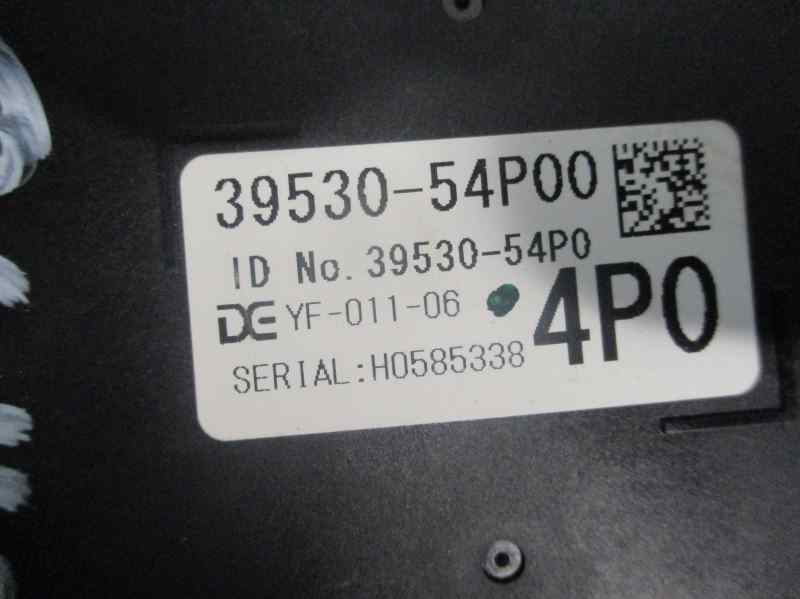 39530-54P00
ID No. 39530-54P0
DE YF-011-06
4P0
SERIAL:H0585338